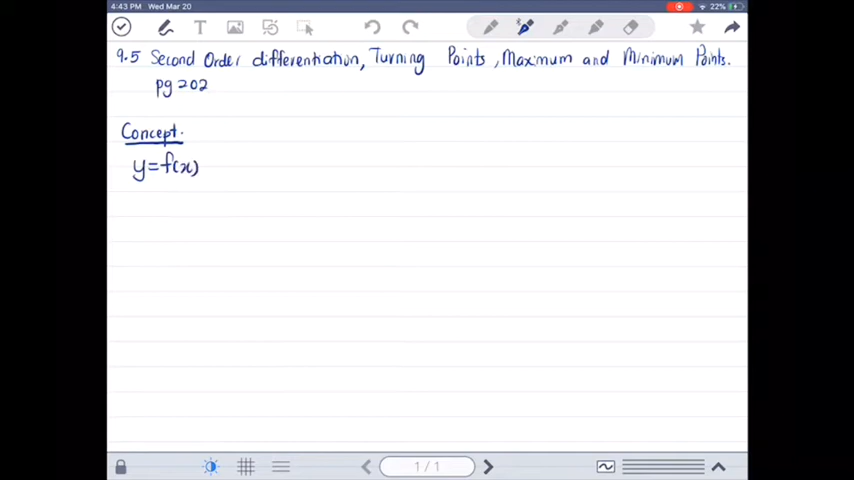 4:43 PM Wed Mar 20
22%
9.5 Second Order differentiation, Turning Points, Maximum and Minimum Points.
pg 202
Concept.
y=f(x)
1 / 1